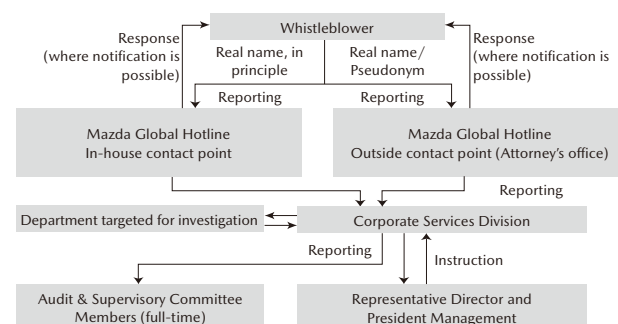 Whistleblower
Response
(where notification is
possible)
Real name, in
principle
Real name/
Pseudonym
Response
(where notification is
possible)
Reporting
Reporting
Mazda Global Hotline
In-house contact point
Mazda Global Hotline
Outside contact point (Attorney's office)
Reporting
Department targeted for investigation
Corporate Services Division
Reporting
Instruction
Audit & Supervisory Committee
Members (full-time)
Representative Director and
President Management